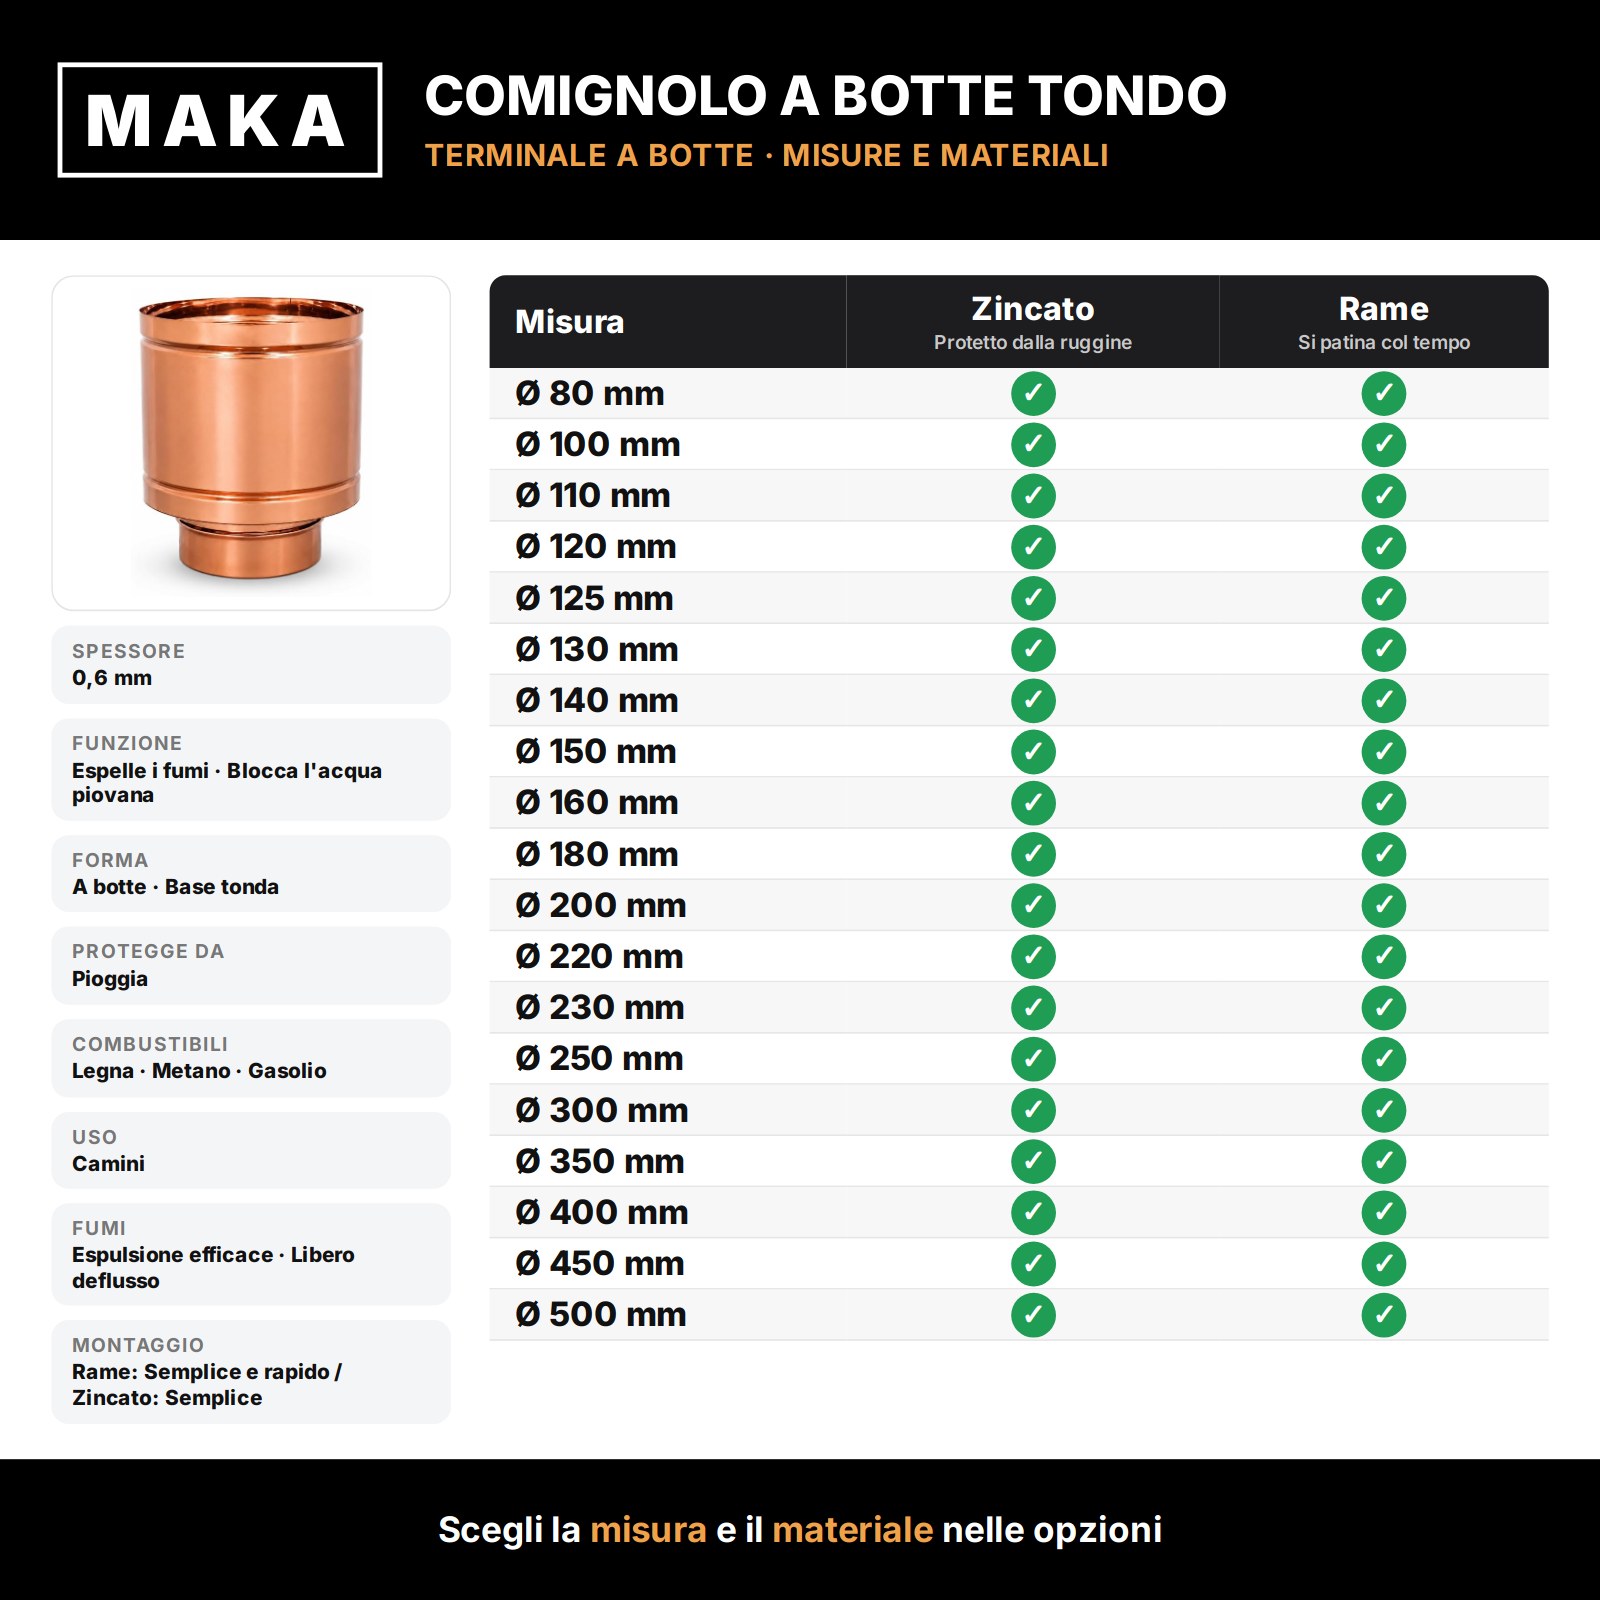 MAKA
COMIGNOLO A BOTTE TONDO
TERMINALE A BOTTE · MISURE E MATERIALI
SPESSORE
0,6 mm
FUNZIONE
Espelle i fumi · Blocca l'acqua
piovana
FORMA
A botte · Base tonda
PROTEGGE DA
Pioggia
COMBUSTIBILI
Legna · Metano · Gasolio
USO
Camini
FUMI
Espulsione efficace · Libero
deflusso
MONTAGGIO
Rame: Semplice e rapido /
Zincato: Semplice
Misura Zincato Rame
Protetto dalla ruggine Si patina col tempo
Ø 80 mm ✓ ✓
Ø 100 mm ✓ ✓
Ø 110 mm ✓ ✓
Ø 120 mm ✓ ✓
Ø 125 mm ✓ ✓
Ø 130 mm ✓ ✓
Ø 140 mm ✓ ✓
Ø 150 mm ✓ ✓
Ø 160 mm ✓ ✓
Ø 180 mm ✓ ✓
Ø 200 mm ✓ ✓
Ø 220 mm ✓ ✓
Ø 230 mm ✓ ✓
Ø 250 mm ✓ ✓
Ø 300 mm ✓ ✓
Ø 350 mm ✓ ✓
Ø 400 mm ✓ ✓
Ø 450 mm ✓ ✓
Ø 500 mm ✓ ✓
Scegli la misura e il materiale nelle opzioni